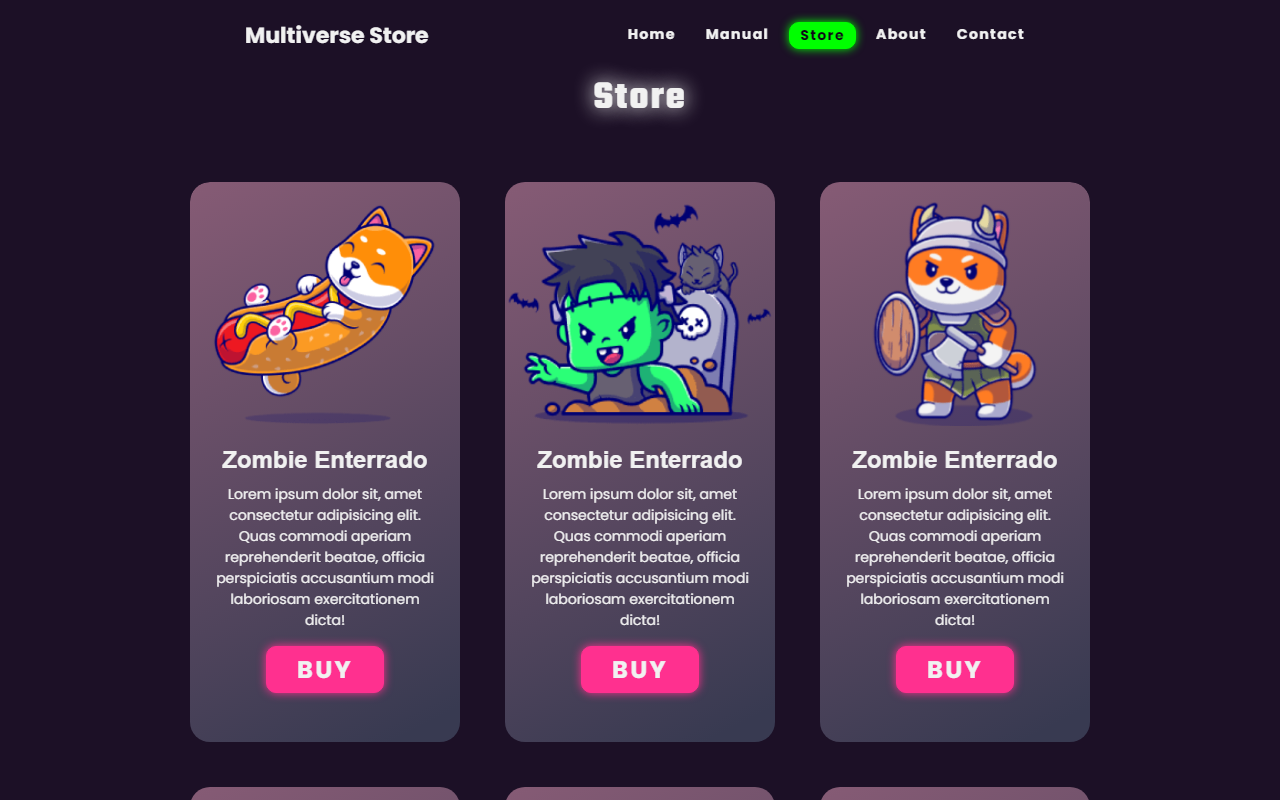 Multiverse Store
Home Manual Store About Contact
Store
Zombie Enterrado
Lorem ipsum dolor sit, amet
consectetur adipisicing elit.
Quas commodi aperiam
reprehenderit beatae, officia
perspiciatis accusantium modi
laboriosam exercitationem
dicta!
BUY
Zombie Enterrado
Lorem ipsum dolor sit, amet
consectetur adipisicing elit.
Quas commodi aperiam
reprehenderit beatae, officia
perspiciatis accusantium modi
laboriosam exercitationem
dicta!
BUY
Zombie Enterrado
Lorem ipsum dolor sit, amet
consectetur adipisicing elit.
Quas commodi aperiam
reprehenderit beatae, officia
perspiciatis accusantium modi
laboriosam exercitationem
dicta!
BUY